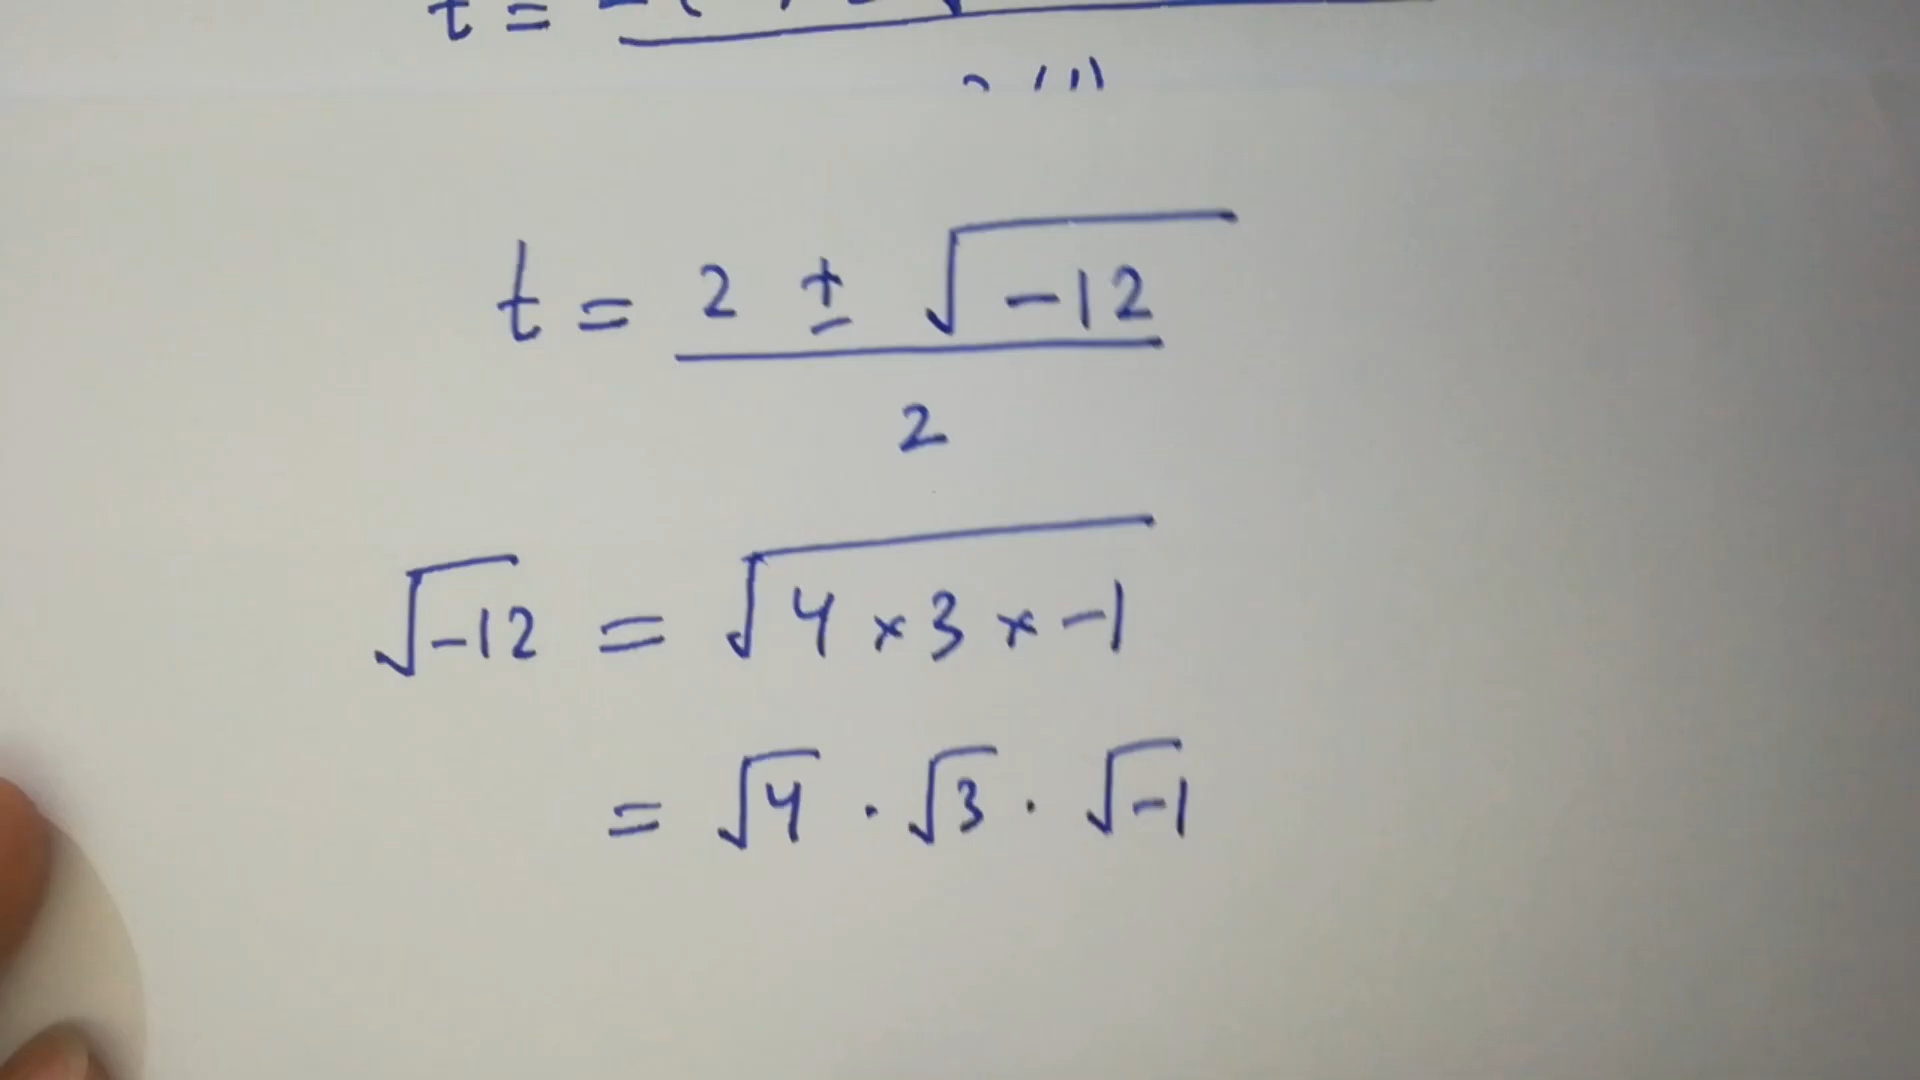 t =
t = 2 ± √-12 / 2
√-12 = √4 × 3 × -1
= √4 · √3 · √-1